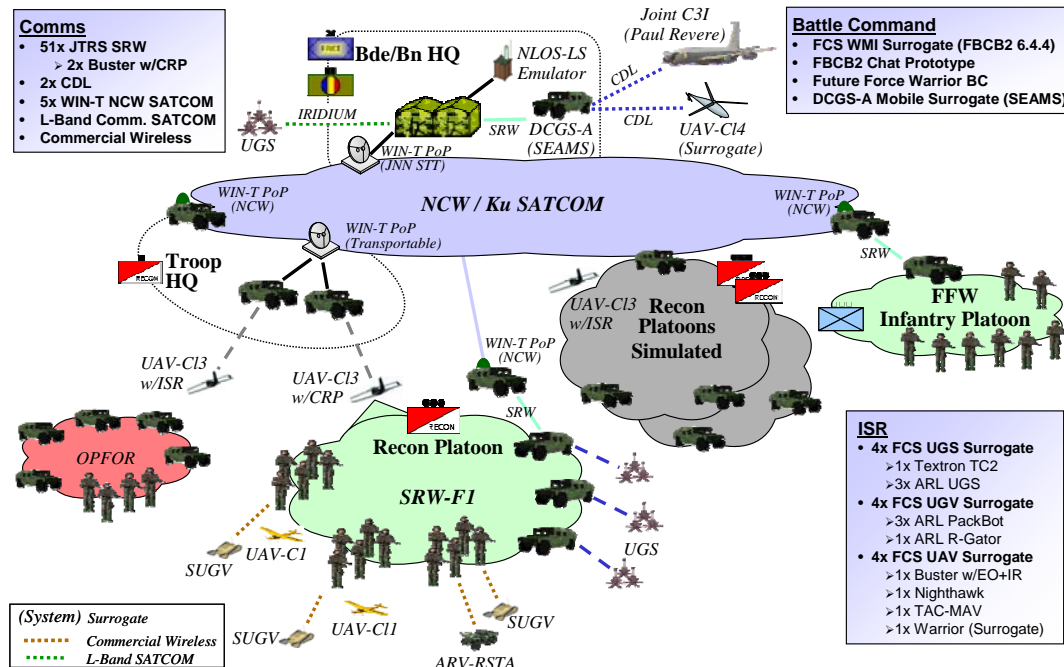 Comms
• 51x JTRS SRW
➢ 2x Buster w/CRP
• 2x CDL
• 5x WIN-T NCW SATCOM
• L-Band Comm. SATCOM
• Commercial Wireless
Bde/Bn HQ
NLOS-LS
Emulator
Joint C3I
(Paul Revere)
Battle Command
• FCS WMI Surrogate (FBCB2 6.4.4)
• FBCB2 Chat Prototype
• Future Force Warrior BC
• DCGS-A Mobile Surrogate (SEAMS)
CDL
CDL
IRIDIUM
UGS
SRW
DCGS-A
(SEAMS)
UAV-Cl4
(Surrogate)
WIN-T PoP
(JNN STT)
NCW / Ku SATCOM
WIN-T PoP
(NCW)
WIN-T PoP
(Transportable)
WIN-T PoP
(NCW)
SRW
Troop
HQ
RECON
UAV-Cl3
w/ISR
Recon
Platoons
Simulated
RECON
FFW
Infantry Platoon
UAV-Cl3
w/ISR
UAV-Cl3
w/CRP
WIN-T PoP
(NCW)
SRW
RECON
Recon Platoon
SRW-F1
OPFOR
UGS
UAV-C1
SUGV
UAV-Cl1
SUGV
SUGV
ARV-RSTA
ISR
• 4x FCS UGS Surrogate
➢1x Textron TC2
➢3x ARL UGS
• 4x FCS UGV Surrogate
➢3x ARL PackBot
➢1x ARL R-Gator
• 4x FCS UAV Surrogate
➢1x Buster w/EO+IR
➢1x Nighthawk
➢1x TAC-MAV
➢1x Warrior (Surrogate)
(System) Surrogate
Commercial Wireless
L-Band SATCOM